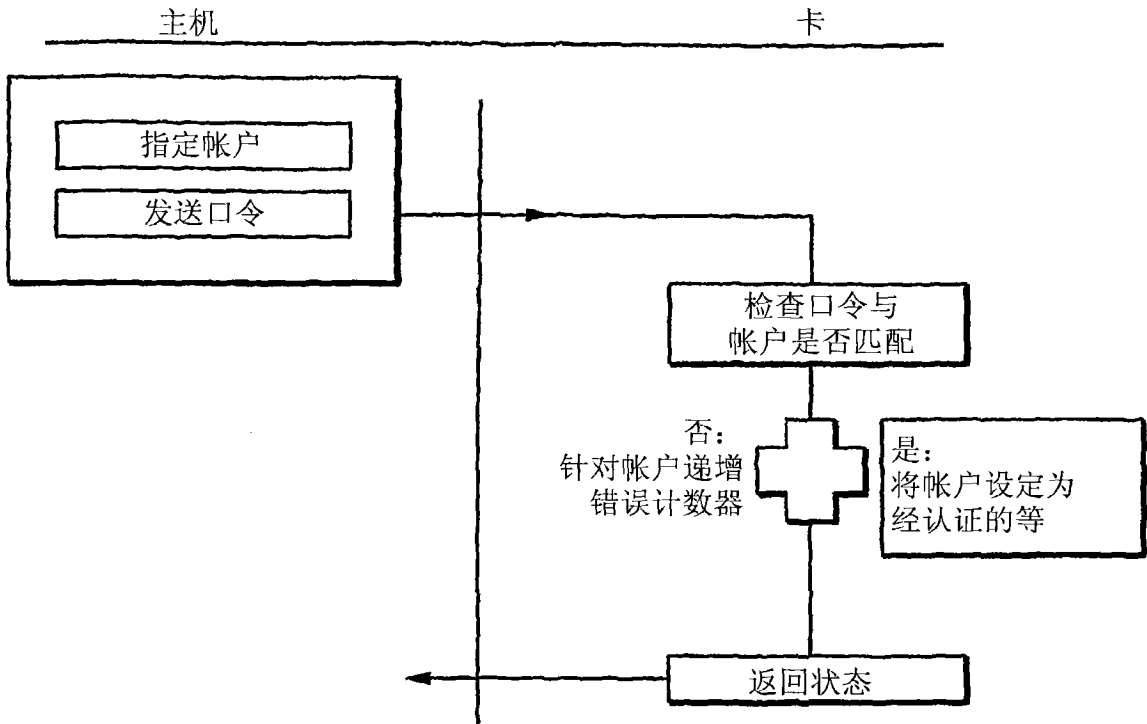 主机
卡
指定帐户
发送口令
检查口令与
帐户是否匹配
否：
针对帐户递增
错误计数器
是：
将帐户设定为
经认证的等
返回状态